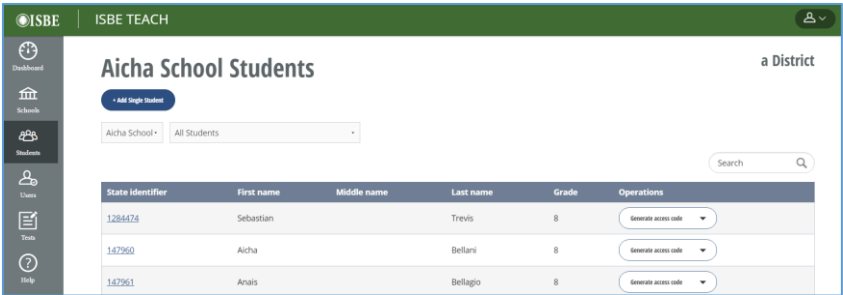 ISBE ISBE TEACH
Dashboard
Schools
Students
Users
Tests
Help
Aicha School Students
a District
+ Add Single Student
Aicha School All Students
Search
State identifier First name Middle name Last name Grade Operations
1284474 Sebastian Trevis 8 Generate access code
147960 Aicha Bellani 8 Generate access code
147961 Anais Bellagio 8 Generate access code